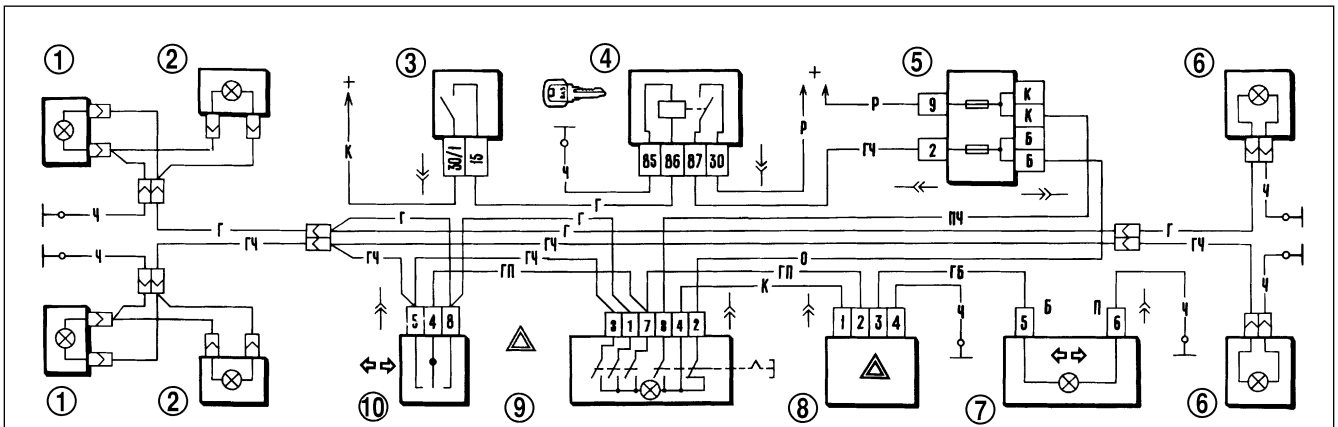 1 2 3 4 5 6
+ К
30/1 15
Ч
85 86 87 30
Р +
Р 9 К
К
ГЧ 2 Б
Б
Ч
Г
Г Г ПЧ
Ч Г Г Г Ч
Ч ГЧ ГЧ ГЧ Ч
ГЧ ГП ГЧ О
К ГП ГБ
5 4 8
3 1 7 8 4 2
1 2 3 4
Ч
5 Б П 6 Ч
1 2 10 9 8 7 6